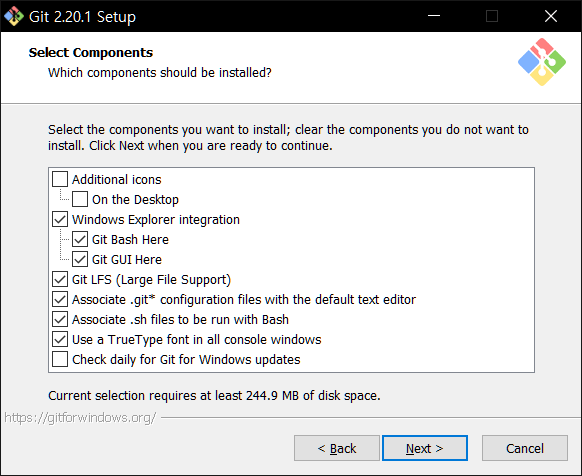 Git 2.20.1 Setup
Select Components
Which components should be installed?
Select the components you want to install; clear the components you do not want to
install. Click Next when you are ready to continue.
Additional icons
On the Desktop
Windows Explorer integration
Git Bash Here
Git GUI Here
Git LFS (Large File Support)
Associate .git* configuration files with the default text editor
Associate .sh files to be run with Bash
Use a TrueType font in all console windows
Check daily for Git for Windows updates
Current selection requires at least 244.9 MB of disk space.
https://gitforwindows.org/
< Back
Next >
Cancel